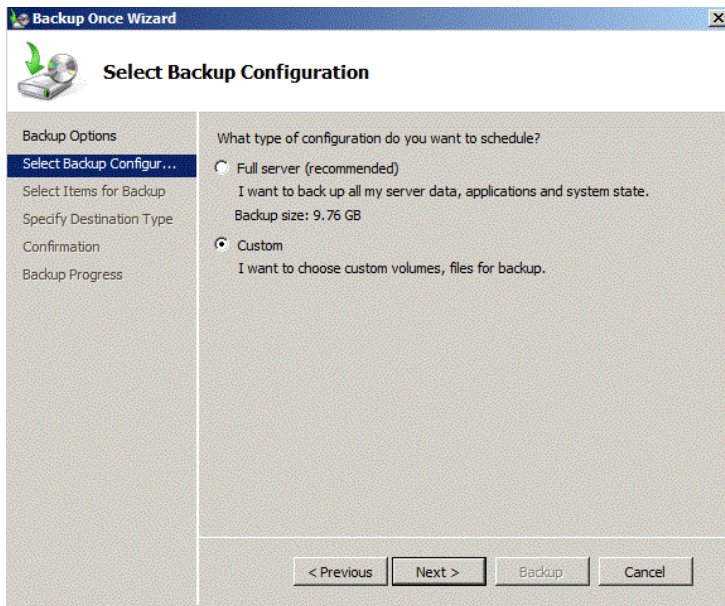 Backup Once Wizard
Select Backup Configuration
Backup Options
Select Backup Configur...
Select Items for Backup
Specify Destination Type
Confirmation
Backup Progress
What type of configuration do you want to schedule?
Full server (recommended)
I want to back up all my server data, applications and system state.
Backup size: 9.76 GB
Custom
I want to choose custom volumes, files for backup.
< Previous
Next >
Backup
Cancel